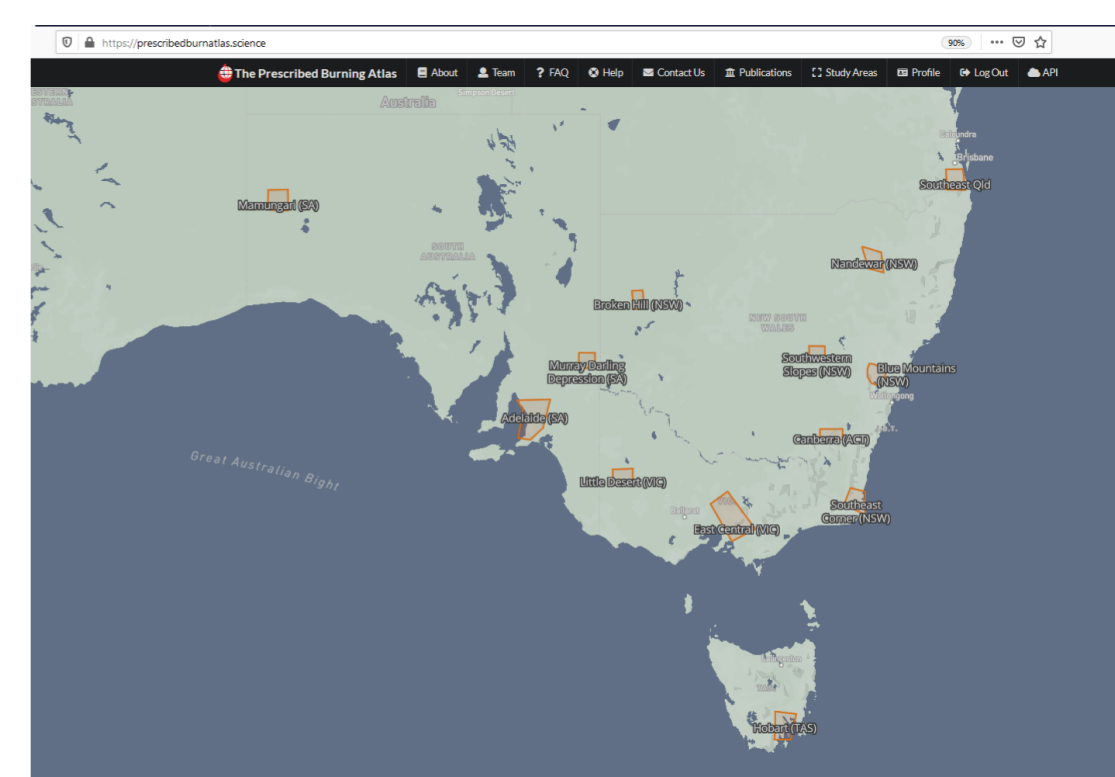 https://prescribedburnatlas.science
90%
The Prescribed Burning Atlas
About
Team
? FAQ
Help
Contact Us
Publications
Study Areas
Profile
Log Out
API
Simpson Desert
Australia
Brisbane
Southeast Qld
Mamungari (SA)
SOUTH
AUSTRALIA
Nandewar (NSW)
Broken Hill (NSW)
NEW SOUTH
WALES
Southwestern
Slopes (NSW)
Murray Darling
Depression (SA)
Blue Mountains
(NSW)
Wollongong
Adelaide (SA)
Canberra (ACT)
Great Australian Bight
Little Desert (VIC)
Southeast
Corner (NSW)
Ballarat
East Central (VIC)
Hobart (TAS)